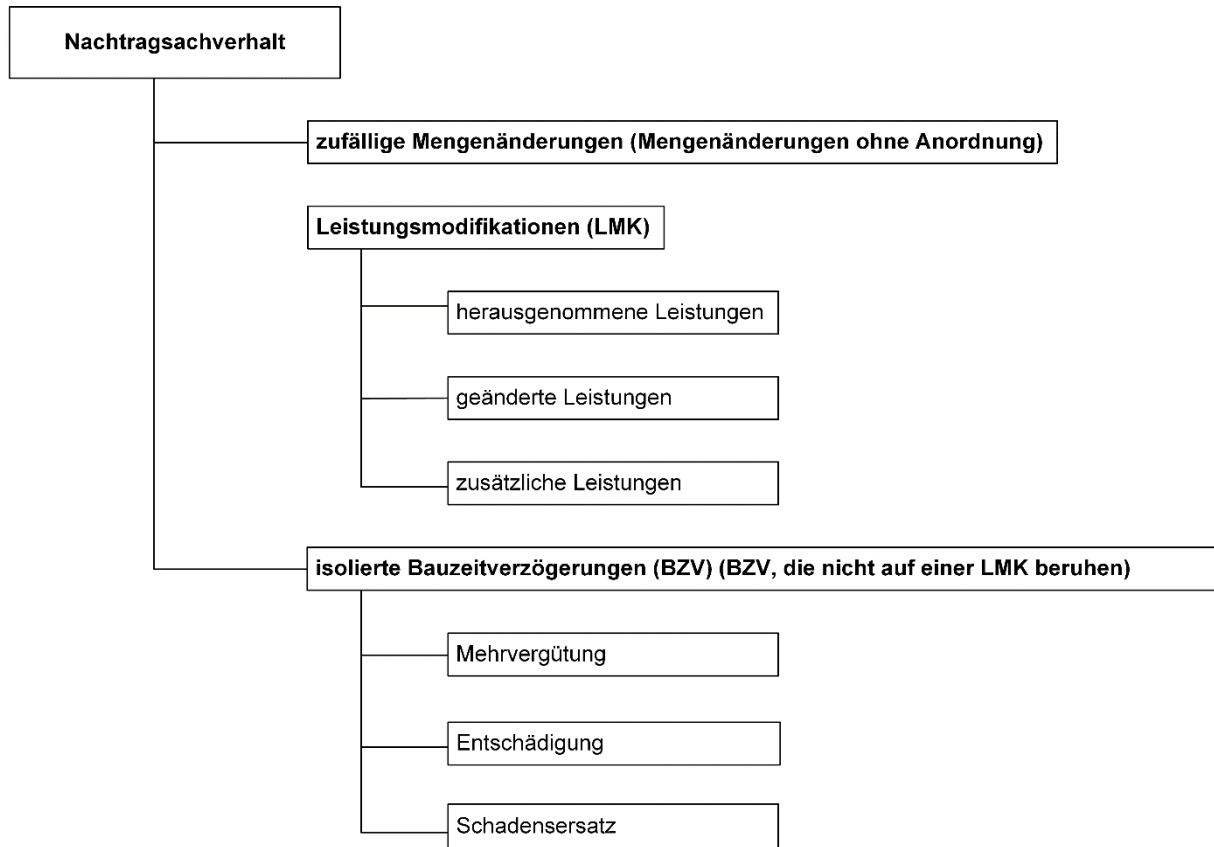 Nachtragsachverhalt
zufällige Mengenänderungen (Mengenänderungen ohne Anordnung)
Leistungsmodifikationen (LMK)
herausgenommene Leistungen
geänderte Leistungen
zusätzliche Leistungen
isolierte Bauzeitverzögerungen (BZV) (BZV, die nicht auf einer LMK beruhen)
Mehrvergütung
Entschädigung
Schadensersatz